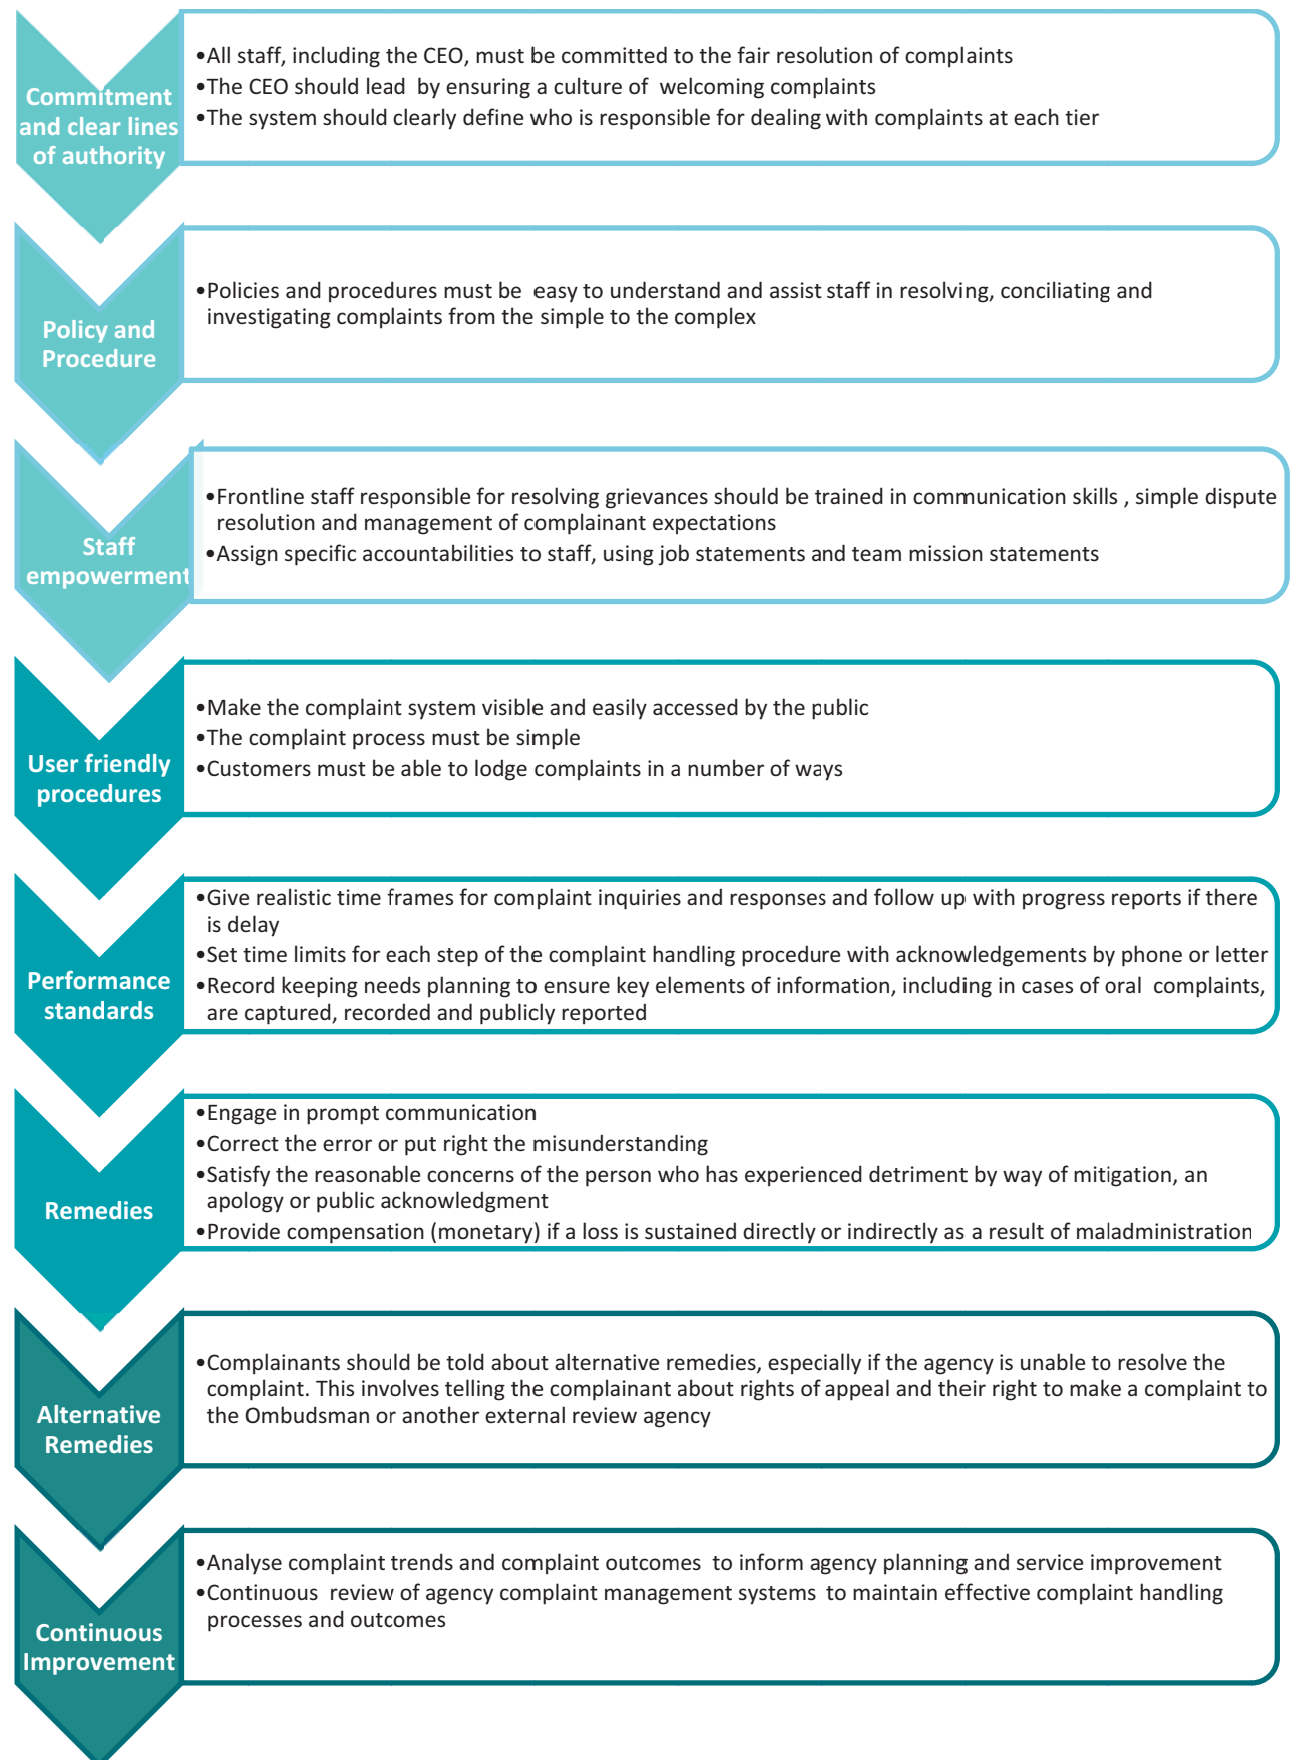 Commitment
and clear lines
of authority
•All staff, including the CEO, must be committed to the fair resolution of complaints
•The CEO should lead by ensuring a culture of welcoming complaints
•The system should clearly define who is responsible for dealing with complaints at each tier
Policy and
Procedure
•Policies and procedures must be easy to understand and assist staff in resolving, conciliating and
investigating complaints from the simple to the complex
Staff
empowerment
•Frontline staff responsible for resolving grievances should be trained in communication skills , simple dispute
resolution and management of complainant expectations
•Assign specific accountabilities to staff, using job statements and team mission statements
User friendly
procedures
•Make the complaint system visible and easily accessed by the public
•The complaint process must be simple
•Customers must be able to lodge complaints in a number of ways
Performance
standards
•Give realistic time frames for complaint inquiries and responses and follow up with progress reports if there
is delay
•Set time limits for each step of the complaint handling procedure with acknowledgements by phone or letter
•Record keeping needs planning to ensure key elements of information, including in cases of oral complaints,
are captured, recorded and publicly reported
Remedies
•Engage in prompt communication
•Correct the error or put right the misunderstanding
•Satisfy the reasonable concerns of the person who has experienced detriment by way of mitigation, an
apology or public acknowledgment
•Provide compensation (monetary) if a loss is sustained directly or indirectly as a result of maladministration
Alternative
Remedies
•Complainants should be told about alternative remedies, especially if the agency is unable to resolve the
complaint. This involves telling the complainant about rights of appeal and their right to make a complaint to
the Ombudsman or another external review agency
Continuous
Improvement
•Analyse complaint trends and complaint outcomes to inform agency planning and service improvement
•Continuous review of agency complaint management systems to maintain effective complaint handling
processes and outcomes